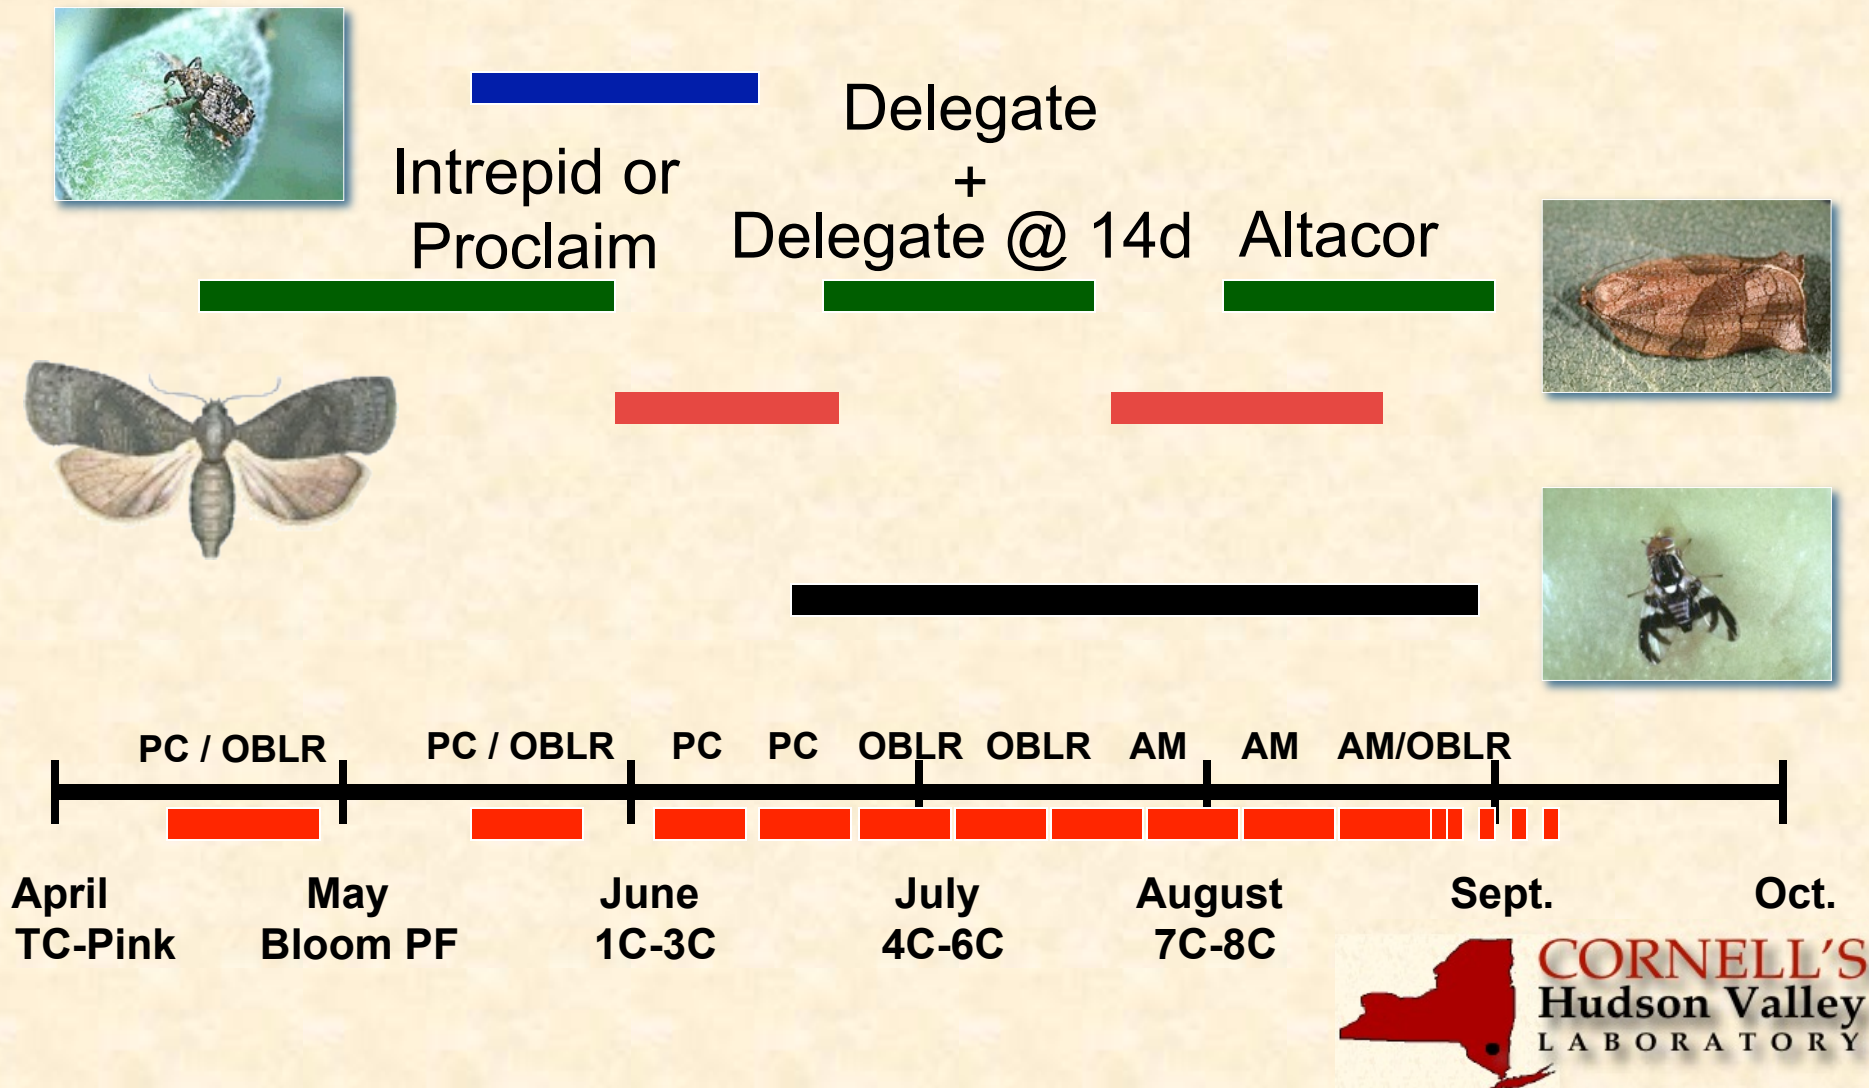 Intrepid or
Proclaim
Delegate
+
Delegate @ 14d
Altacor
PC / OBLR
PC / OBLR
PC
PC
OBLR
OBLR
AM
AM
AM/OBLR
April
May
June
July
August
Sept.
Oct.
TC-Pink
Bloom PF
1C-3C
4C-6C
7C-8C
CORNELL'S
Hudson Valley
LABORATORY